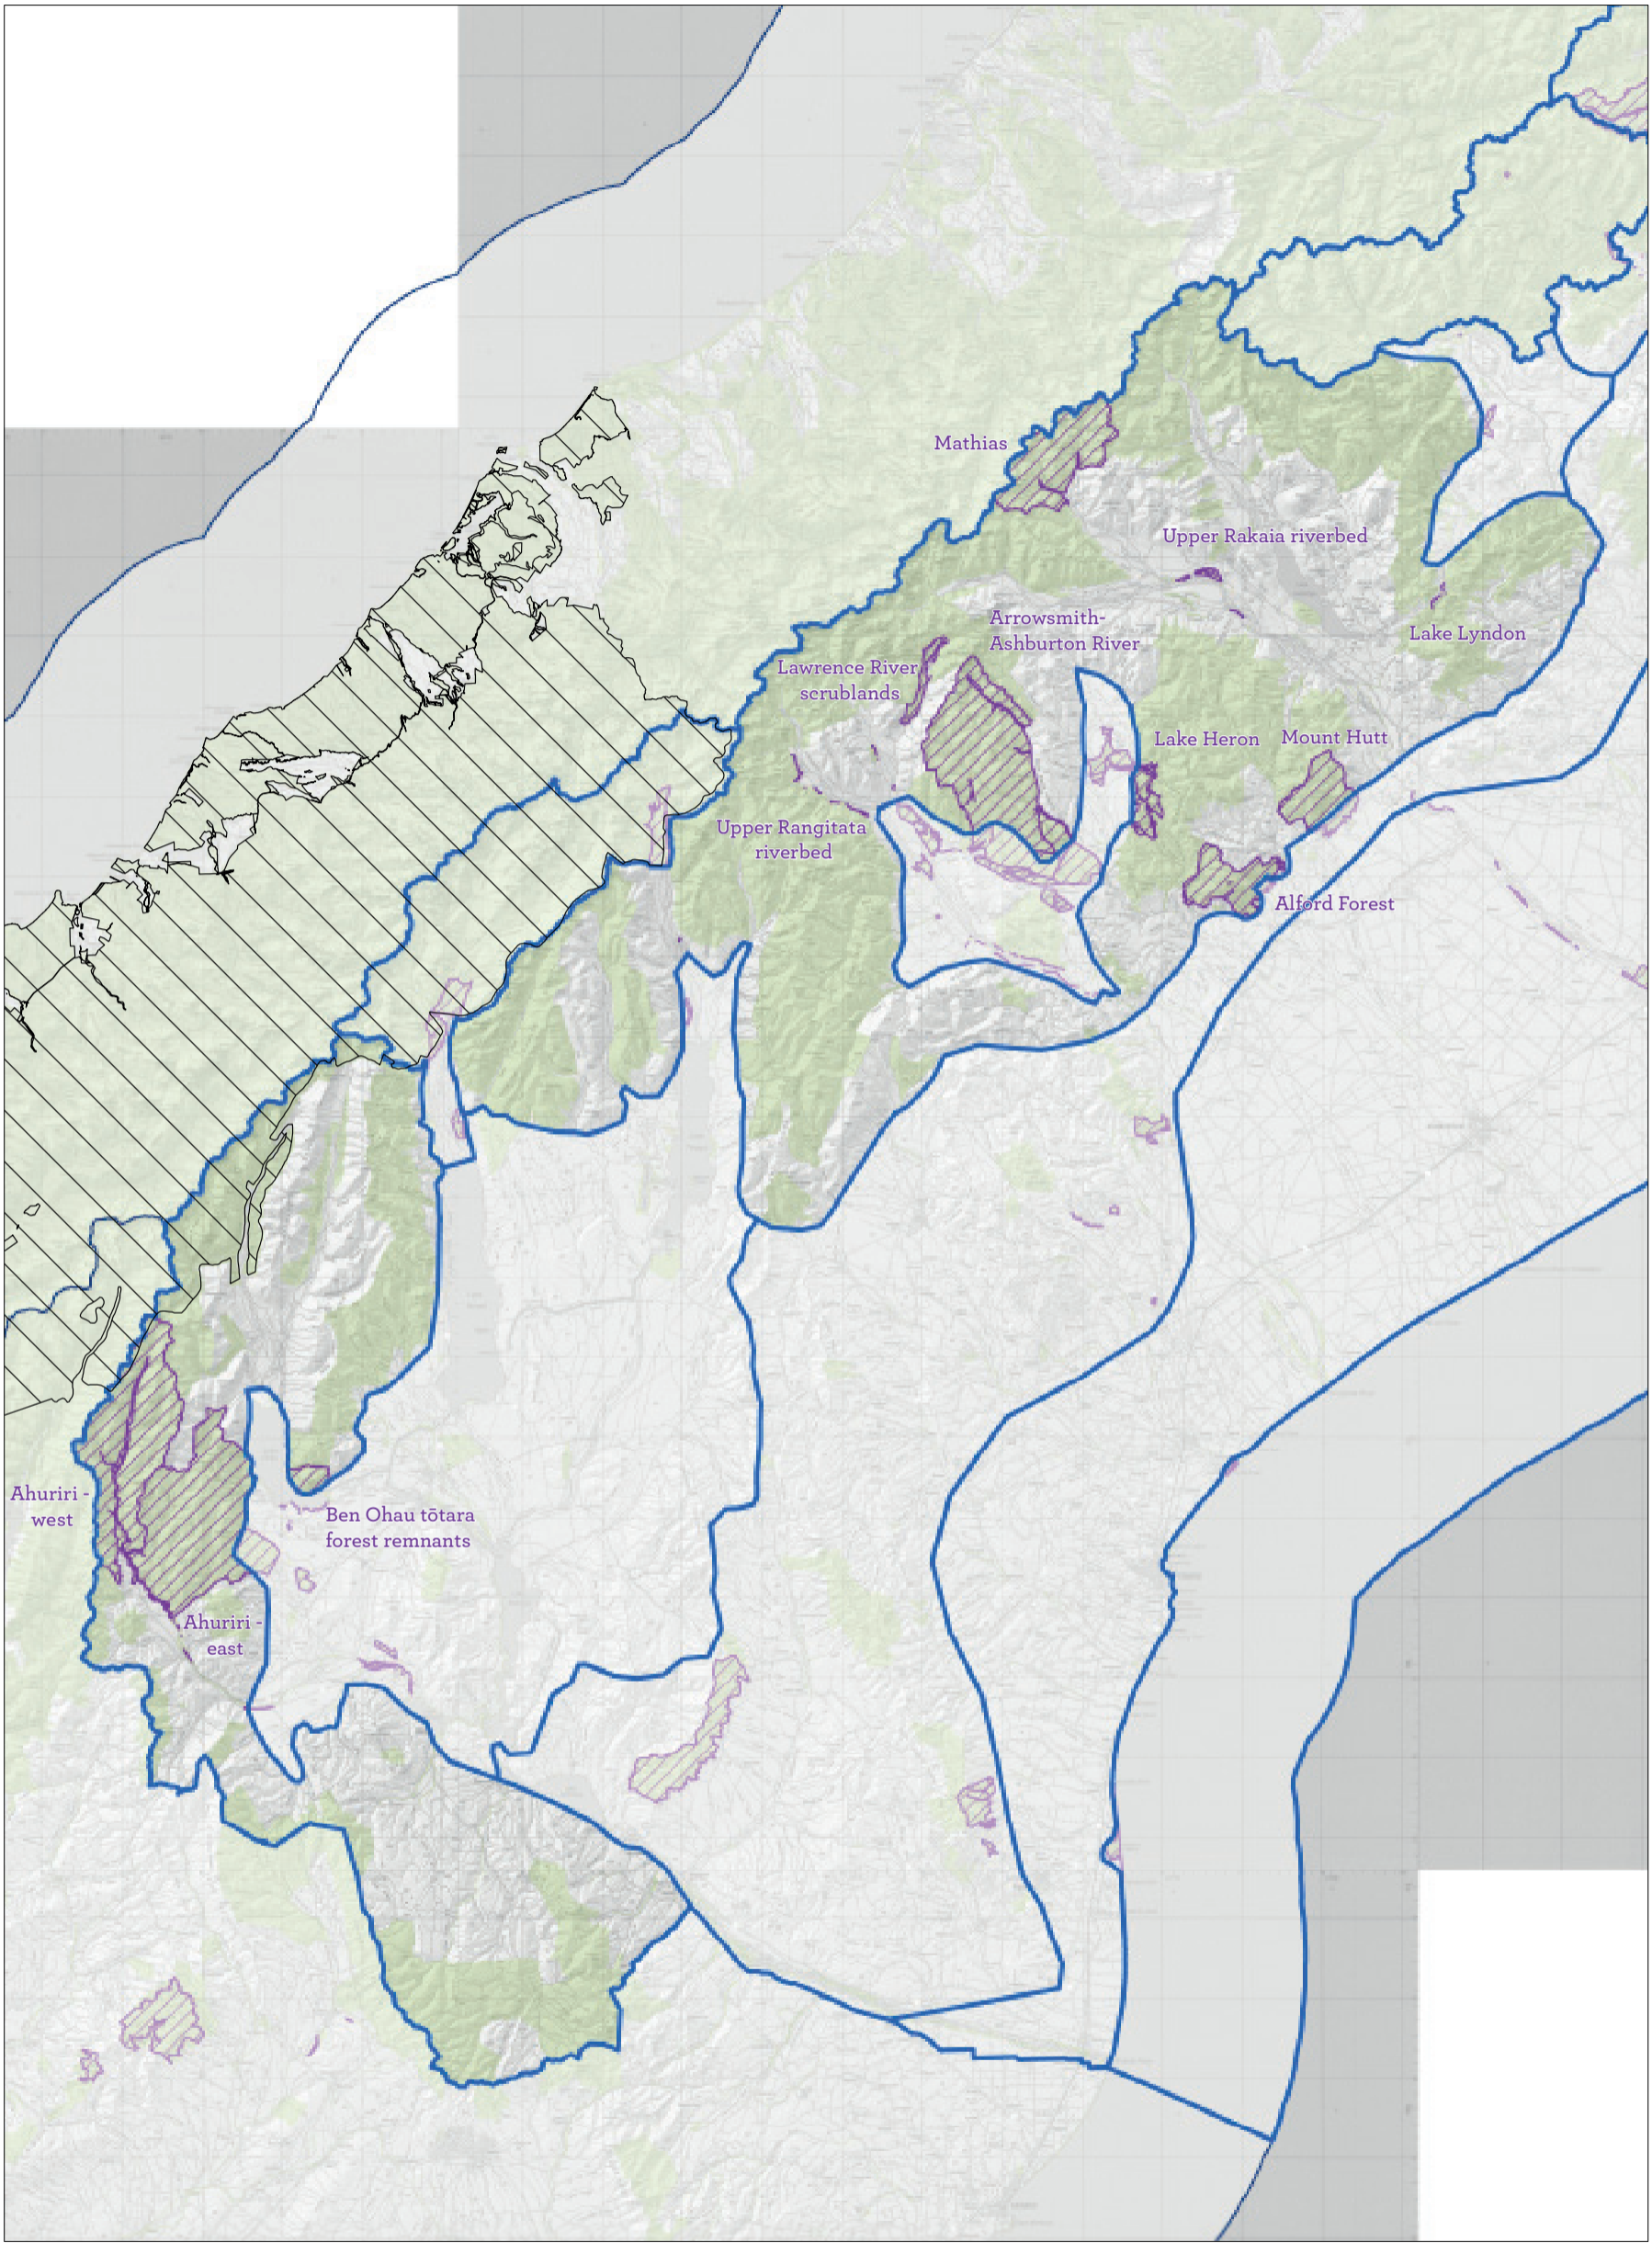 Mathias
Upper Rakaia riverbed
Arrowsmith-
Ashburton River
Lake Lyndon
Lawrence River
scrublands
Lake Heron
Mount Hutt
Upper Rangitata
riverbed
Alford Forest
Ahuriri -
west
Ben Ohau tōtara
forest remnants
Ahuriri -
east